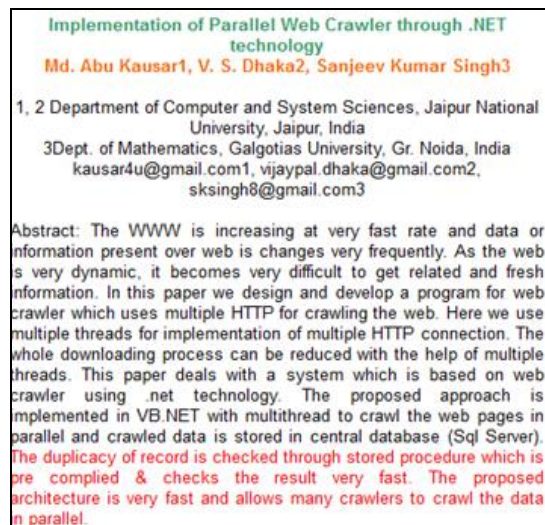 Implementation of Parallel Web Crawler through .NET
technology
Md. Abu Kausar1, V. S. Dhaka2, Sanjeev Kumar Singh3
1, 2 Department of Computer and System Sciences, Jaipur National
University, Jaipur, India
3Dept. of Mathematics, Galgotias University, Gr. Noida, India
kausar4u@gmail.com1, vijaypal.dhaka@gmail.com2,
sksingh8@gmail.com3
Abstract: The WWW is increasing at very fast rate and data or
information present over web is changes very frequently. As the web
is very dynamic, it becomes very difficult to get related and fresh
information. In this paper we design and develop a program for web
crawler which uses multiple HTTP for crawling the web. Here we use
multiple threads for implementation of multiple HTTP connection. The
whole downloading process can be reduced with the help of multiple
threads. This paper deals with a system which is based on web
crawler using .net technology. The proposed approach is
implemented in VB.NET with multithread to crawl the web pages in
parallel and crawled data is stored in central database (Sql Server).
The duplicacy of record is checked through stored procedure which is
pre complied & checks the result very fast. The proposed
architecture is very fast and allows many crawlers to crawl the data
in parallel.